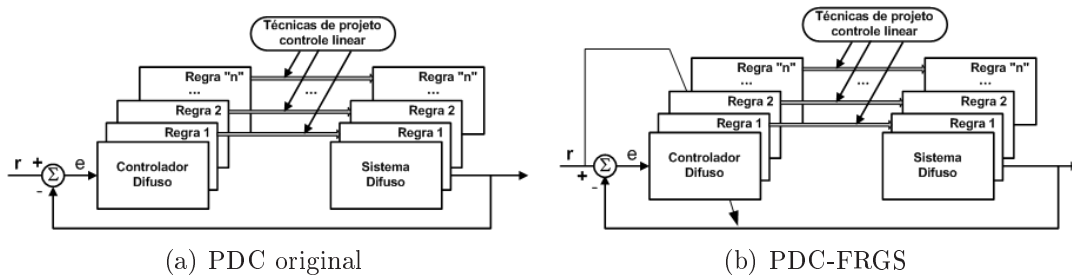 Técnicas de projeto
controle linear
Regra "n"
...
Regra 2
Regra 1
Controlador
Difuso
...
Regra "n"
...
Regra 2
Regra 1
Sistema
Difuso
r
+
Σ
-
e
(a) PDC original
Técnicas de projeto
controle linear
Regra "n"
...
Regra 2
Regra 1
Controlador
Difuso
...
Regra "n"
...
Regra 2
Regra 1
Sistema
Difuso
r
+
Σ
-
e
(b) PDC-FRGS